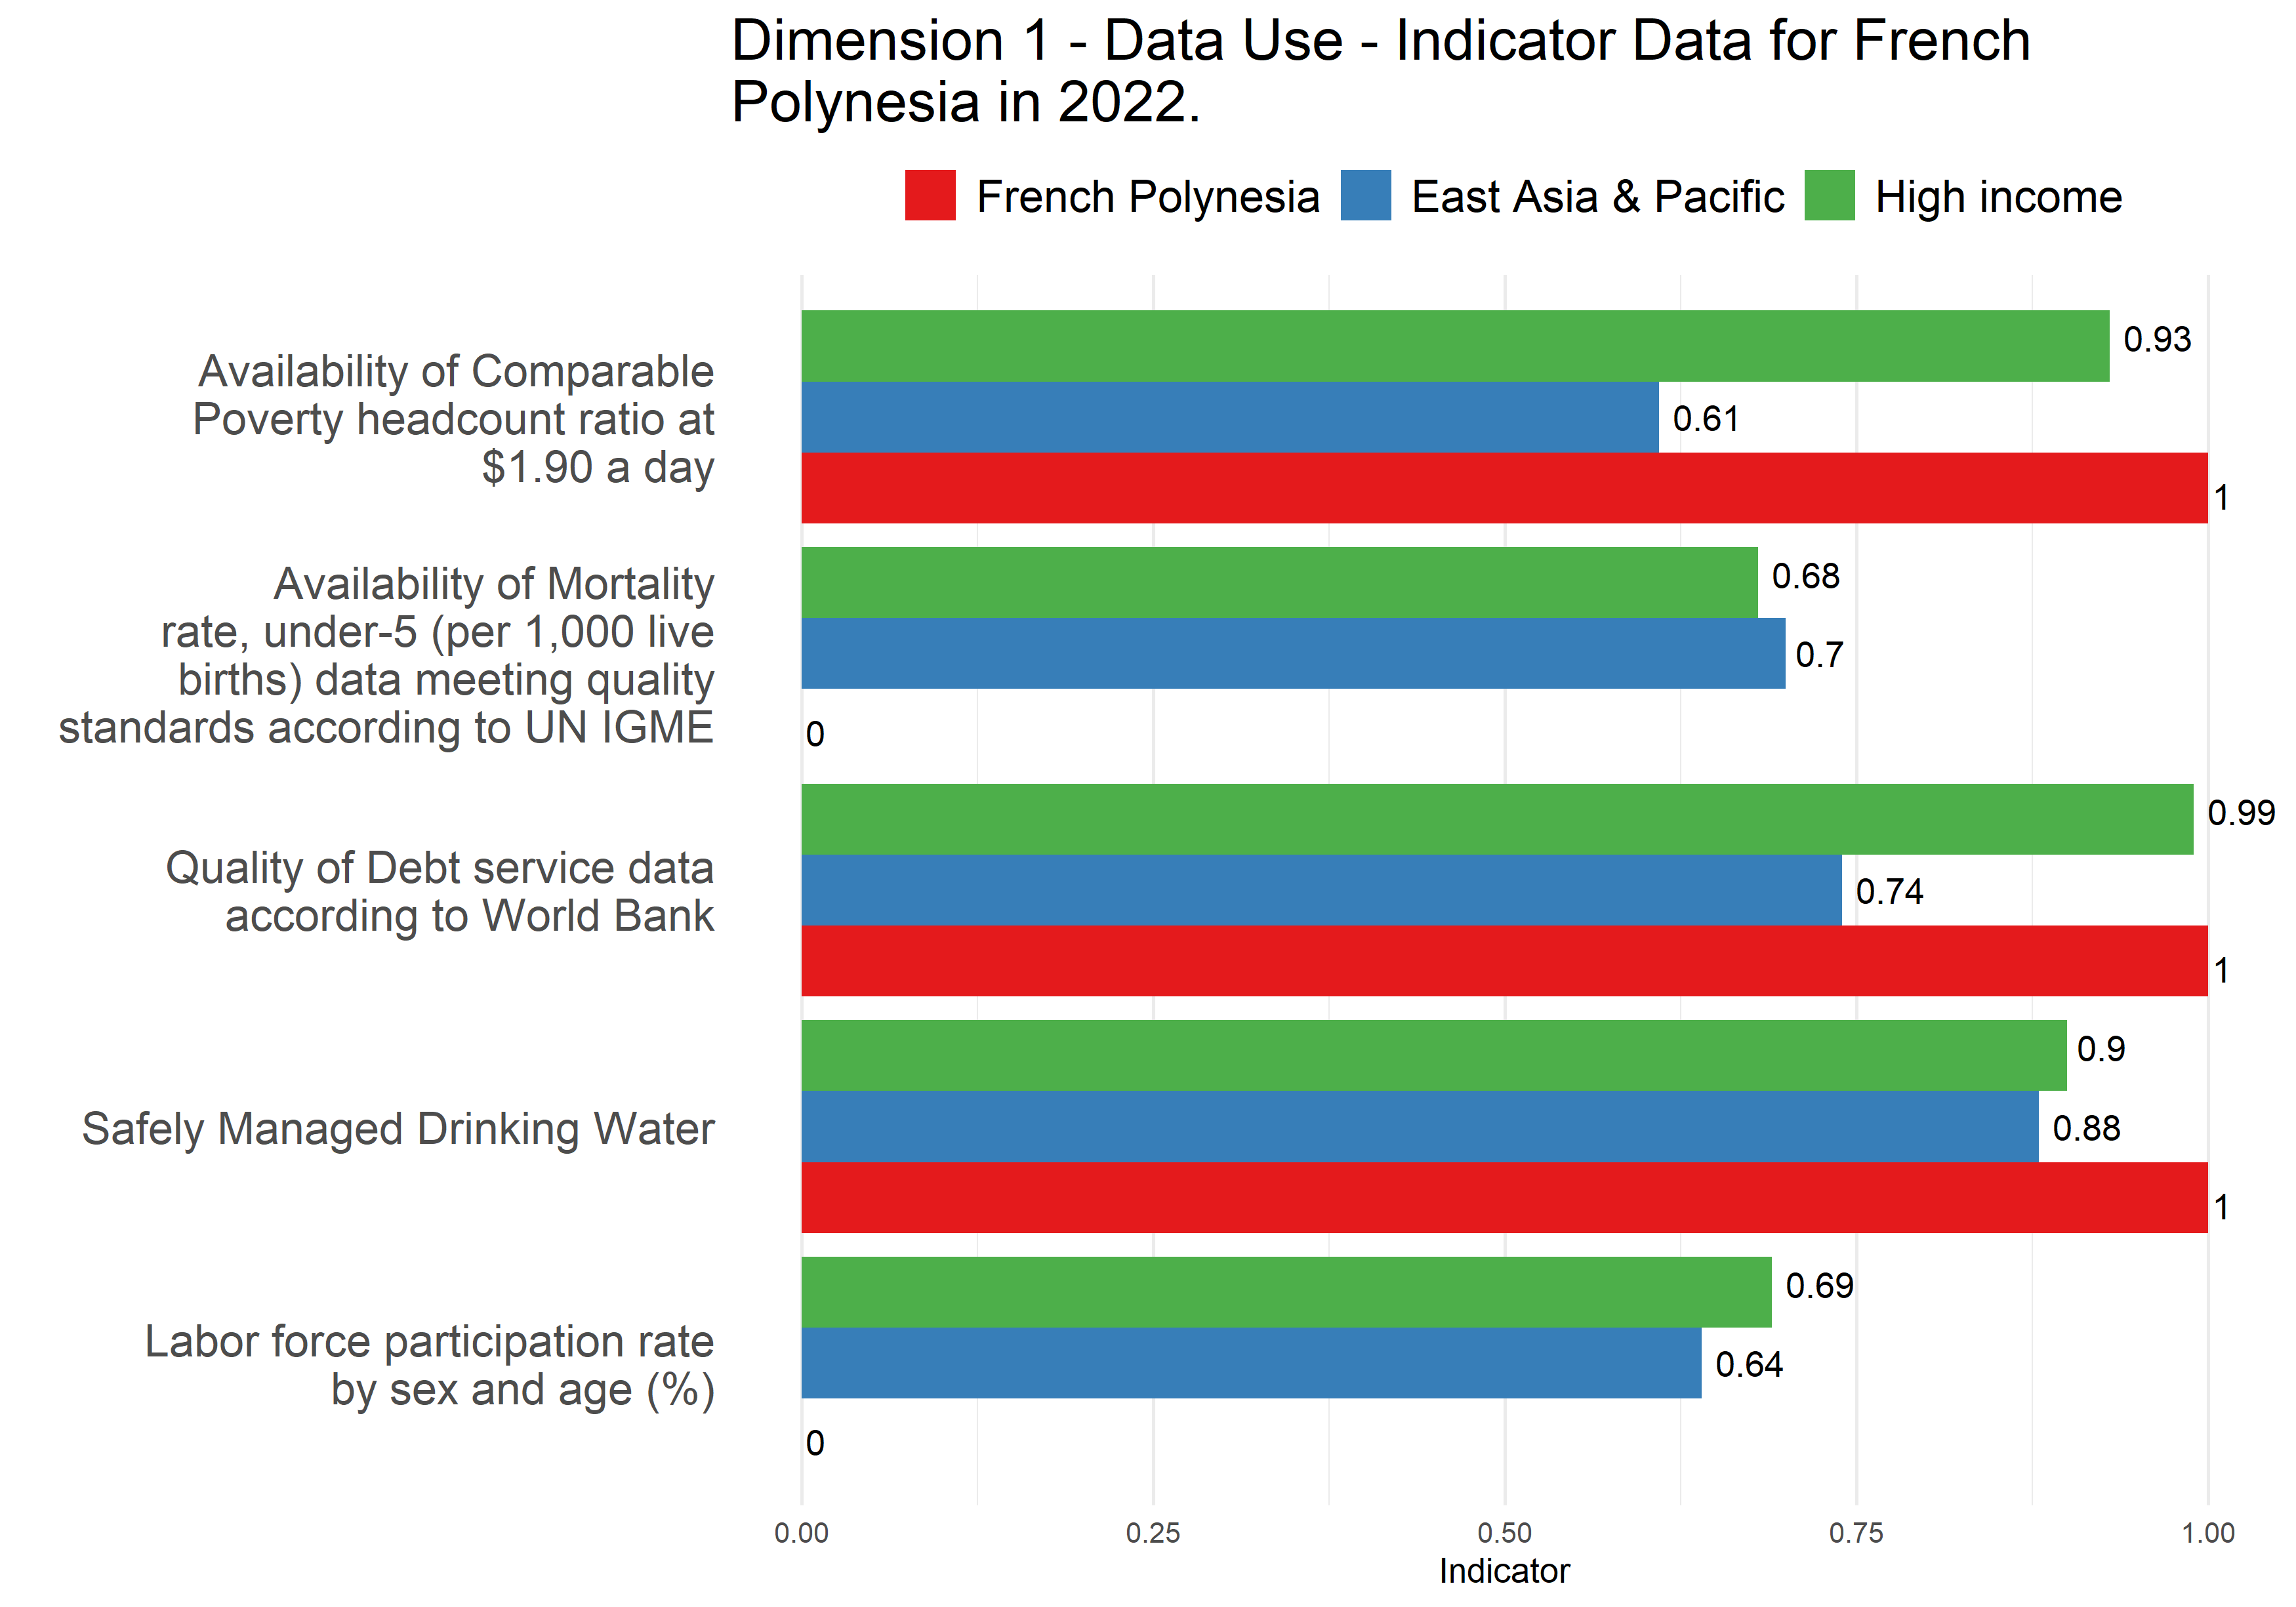 Dimension 1 - Data Use - Indicator Data for French
Polynesia in 2022.
French Polynesia
East Asia & Pacific
High income
Availability of Comparable
Poverty headcount ratio at
$1.90 a day
0.93
0.61
1
Availability of Mortality
rate, under-5 (per 1,000 live
births) data meeting quality
standards according to UN IGME
0.68
0.7
0
Quality of Debt service data
according to World Bank
0.99
0.74
1
Safely Managed Drinking Water
0.9
0.88
1
Labor force participation rate
by sex and age (%)
0.69
0.64
0
0.00
0.25
0.50
0.75
1.00
Indicator